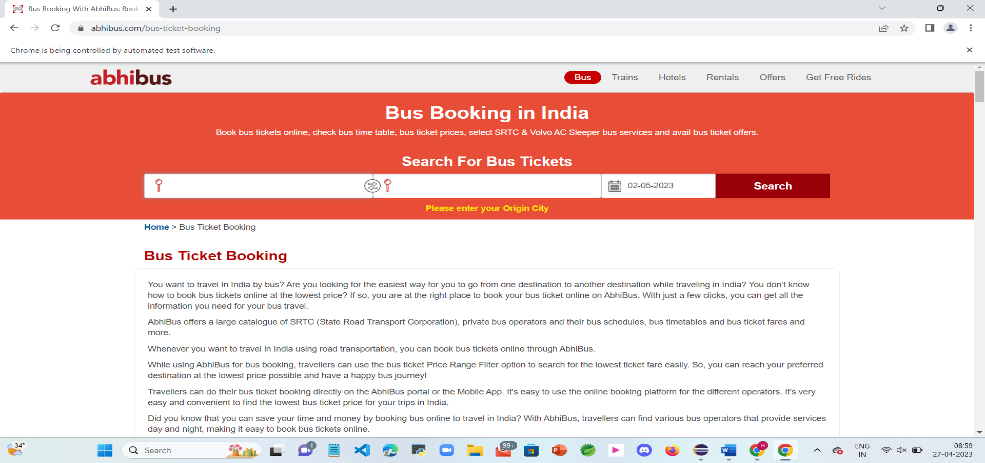 Bus Booking With AbhiBus: Book
abhibus.com/bus-ticket-booking
Chrome is being controlled by automated test software.
abhibus
Bus Trains Hotels Rentals Offers Get Free Rides
Bus Booking in India
Book bus tickets online, check bus time table, bus ticket prices, select SRTC & Volvo AC Sleeper bus services and avail bus ticket offers.
Search For Bus Tickets
02-05-2023 Search
Please enter your Origin City
Home > Bus Ticket Booking
Bus Ticket Booking
You want to travel in India by bus? Are you looking for the easiest way for you to go from one destination to another destination while traveling in India? You don't know
how to book bus tickets online at the lowest price? If so, you are at the right place to book your bus ticket online on AbhiBus. With just a few clicks, you can get all the
information you need for your bus travel.
AbhiBus offers a large catalogue of SRTC (State Road Transport Corporation), private bus operators and their bus schedules, bus timetables and bus ticket fares and
more.
Whenever you want to travel in India using road transportation, you can book bus tickets online through AbhiBus.
While using AbhiBus for bus booking, travellers can use the bus ticket Price Range Filter option to search for the lowest ticket fare easily. So, you can reach your preferred
destination at the lowest price possible and have a happy bus journey!
Travellers can do their bus ticket booking directly on the AbhiBus portal or the Mobile App. It's easy to use the online booking platform for the different operators. It's very
easy and convenient to find the lowest bus ticket price for your trips in India.
Did you know that you can save your time and money by booking bus online to travel in India? With AbhiBus, travellers can find various bus operators that provide services
day and night, making it easy to book bus tickets online.
34° Search 1 99+ ENG 08:59
IN 27-04-2023